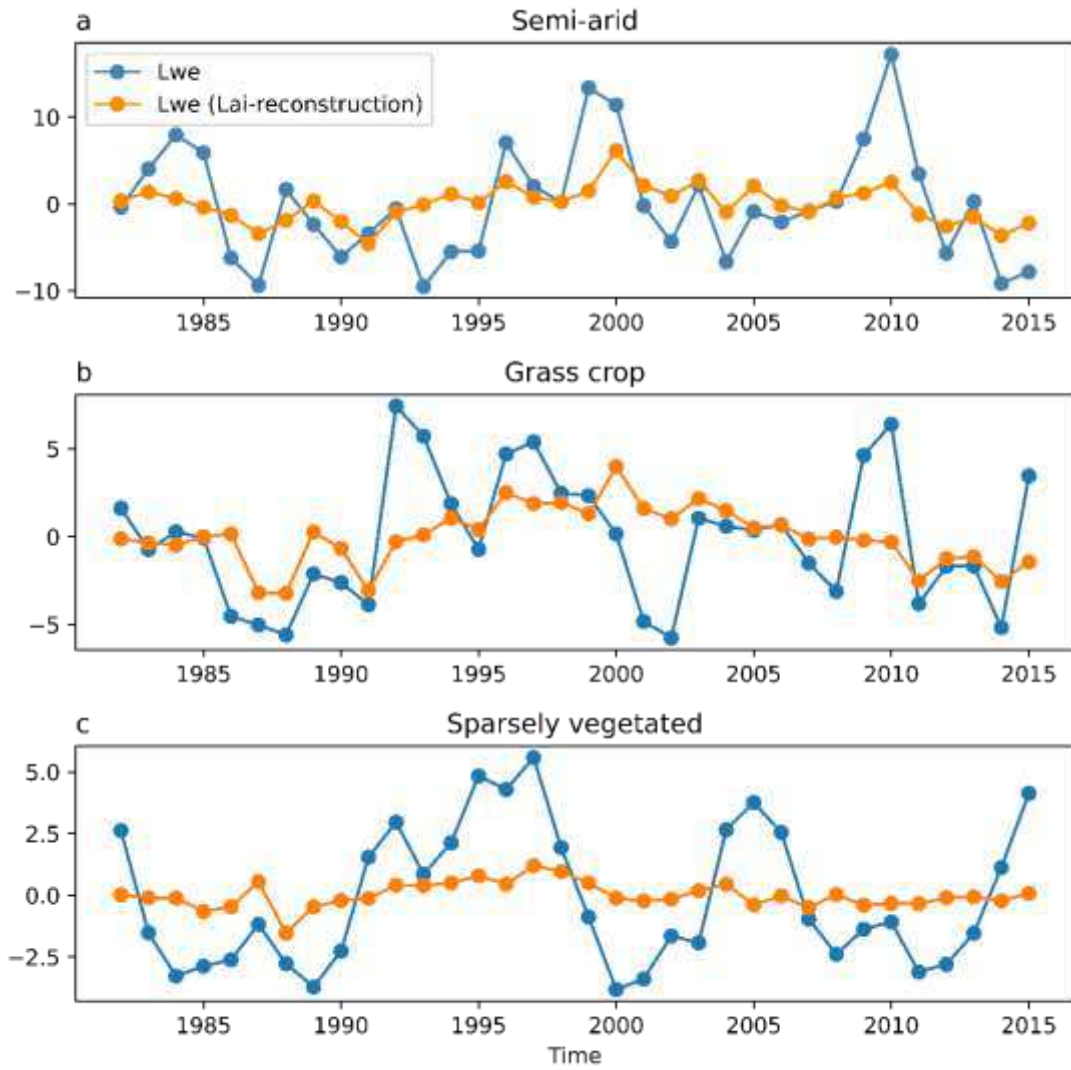 a
Semi-arid
Lwe
Lwe (Lai-reconstruction)
10
0
−10
1985 1990 1995 2000 2005 2010 2015
b
Grass crop
5
0
−5
1985 1990 1995 2000 2005 2010 2015
c
Sparsely vegetated
5.0
2.5
0.0
−2.5
1985 1990 1995 2000 2005 2010 2015
Time